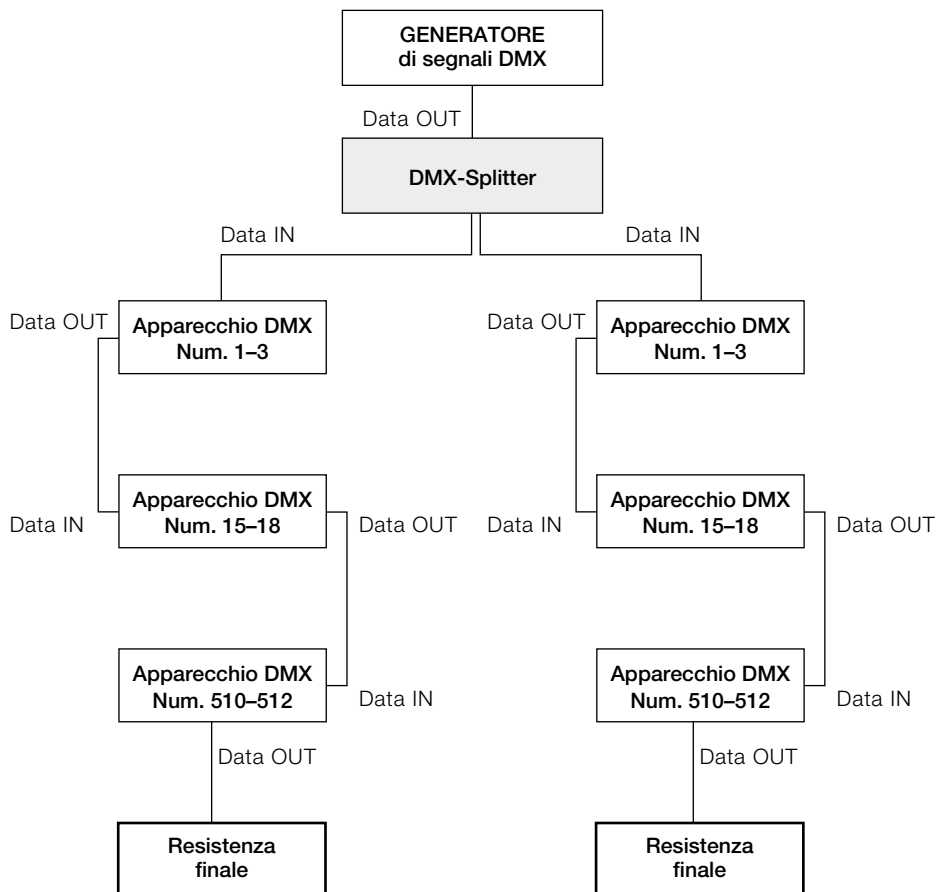 GENERATORE
di segnali DMX
Data OUT
DMX-Splitter
Data IN
Data IN
Data OUT
Apparecchio DMX
Num. 1–3
Data OUT
Apparecchio DMX
Num. 1–3
Data IN
Apparecchio DMX
Num. 15–18
Data OUT
Data IN
Apparecchio DMX
Num. 15–18
Data OUT
Apparecchio DMX
Num. 510–512
Data IN
Apparecchio DMX
Num. 510–512
Data IN
Data OUT
Data OUT
Resistenza
finale
Resistenza
finale